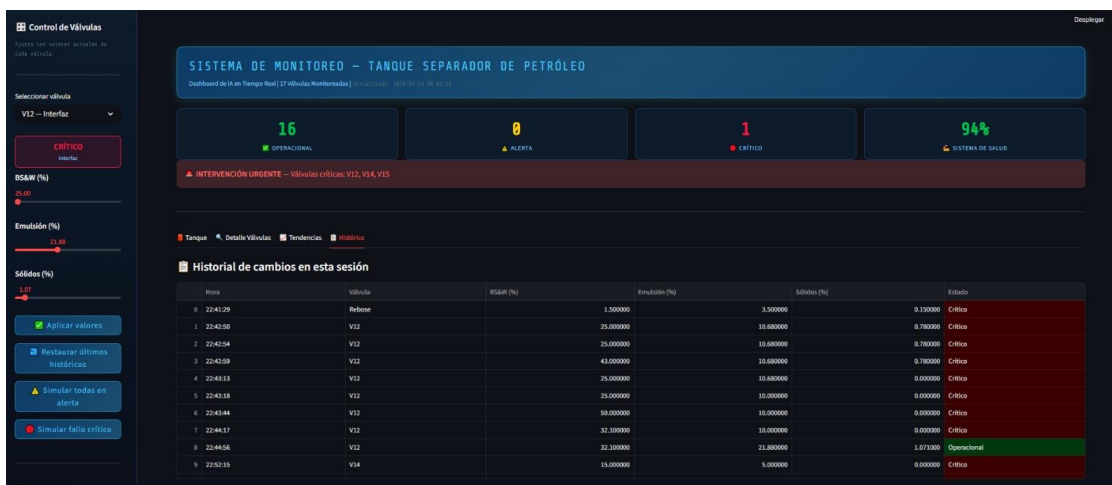 Desplegar
Control de Válvulas
Ajusta los valores actuales de
cada válvula.
Seleccionar válvula
V12 — Interfaz
CRÍTICO
Interfaz
BS&W (%)
25.00
Emulsión (%)
21.88
Sólidos (%)
1.07
Aplicar valores
Restaurar últimos
históricos
Simular todas en
alerta
Simular fallo crítico
SISTEMA DE MONITOREO — TANQUE SEPARADOR DE PETRÓLEO
Dashboard de IA en Tiempo Real | 17 Válvulas Monitoreadas |
16
OPERACIONAL
0
ALERTA
1
CRÍTICO
94%
SISTEMA DE SALUD
INTERVENCIÓN URGENTE — Válvulas críticas: V12, V14, V15
Tanque Detalle Válvulas Tendencias Histórico
Historial de cambios en esta sesión
Hora Válvula BS&W (%) Emulsión (%) Sólidos (%) Estado
0 22:41:29 Rebose 1.500000 3.500000 0.150000 Crítico
1 22:42:50 V12 25.000000 10.680000 0.780000 Crítico
2 22:42:54 V12 25.000000 10.680000 0.780000 Crítico
3 22:42:59 V12 43.000000 10.680000 0.780000 Crítico
4 22:43:13 V12 25.000000 10.680000 0.000000 Crítico
5 22:43:18 V12 25.000000 10.000000 0.000000 Crítico
6 22:43:44 V12 50.000000 10.000000 0.000000 Crítico
7 22:44:17 V12 32.100000 10.000000 0.000000 Crítico
8 22:44:56 V12 32.100000 21.880000 1.071000 Operacional
9 22:52:15 V14 15.000000 5.000000 0.000000 Crítico